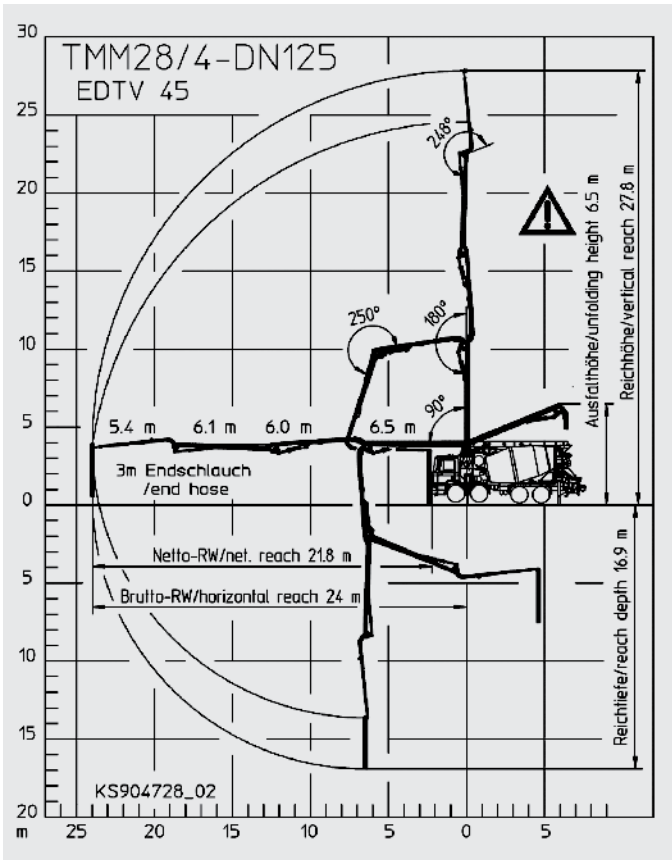 30
TMM28/4-DN125
EDTV 45
25
248°
20
Ausfalthöhe/unfolding height 6.5 m
Reichhöhe/vertical reach 27.8 m
15
250°
180°
10
90°
5
5.4 m 6.1 m 6.0 m 6.5 m
3m Endschlauch
/end hose
0
Netto-RW/net. reach 21.8 m
5
Brutto-RW/horizontal reach 24 m
Reichtiefe/reach depth 16.9 m
10
15
KS904728_02
20
m 25 20 15 10 5 0 5